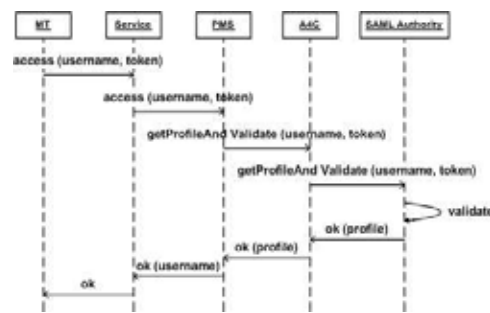 MT Service PMS A4C SAML Authority
access (username, token)
access (username, token)
getProfileAnd Validate (username, token)
getProfileAnd Validate (username, token)
validate
ok (profile)
ok (profile)
ok (username)
ok